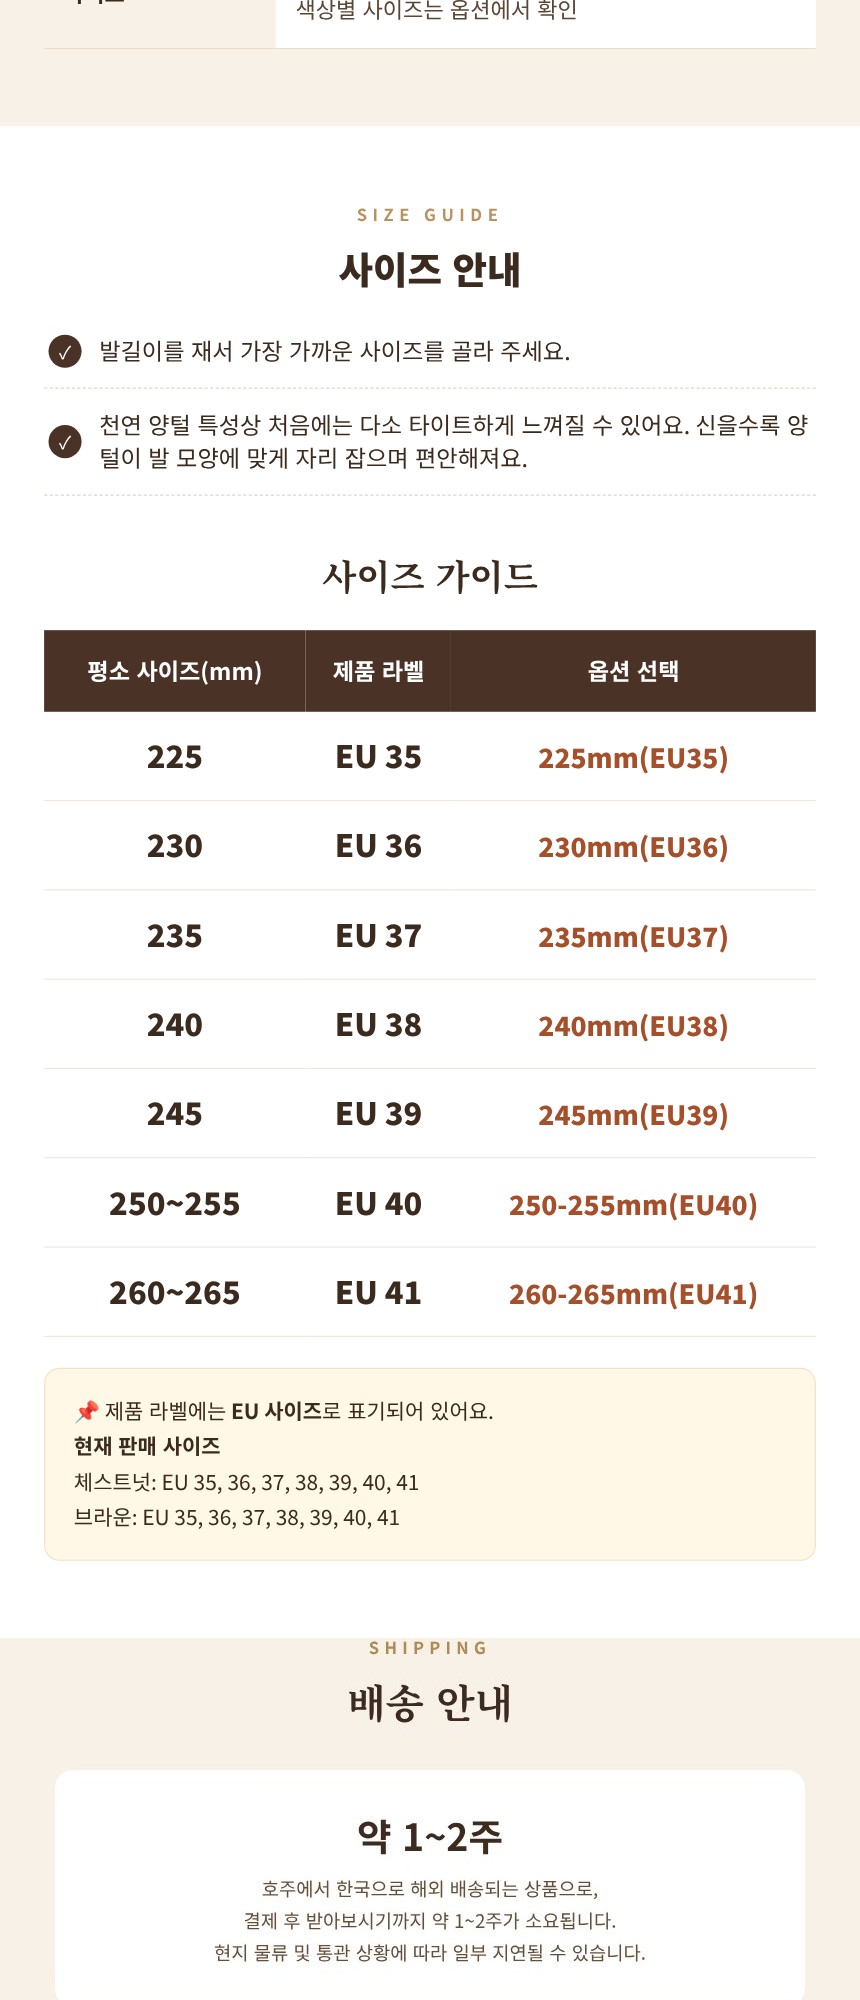 색상별 사이즈는 옵션에서 확인
SIZE GUIDE
사이즈 안내
✓ 발길이를 재서 가장 가까운 사이즈를 골라 주세요.
✓ 천연 양털 특성상 처음에는 다소 타이트하게 느껴질 수 있어요. 신을수록 양
털이 발 모양에 맞게 자리 잡으며 편안해져요.
사이즈 가이드
평소 사이즈(mm) 제품 라벨 옵션 선택
225 EU 35 225mm(EU35)
230 EU 36 230mm(EU36)
235 EU 37 235mm(EU37)
240 EU 38 240mm(EU38)
245 EU 39 245mm(EU39)
250~255 EU 40 250-255mm(EU40)
260~265 EU 41 260-265mm(EU41)
📌 제품 라벨에는 EU 사이즈로 표기되어 있어요.
현재 판매 사이즈
체스트넛: EU 35, 36, 37, 38, 39, 40, 41
브라운: EU 35, 36, 37, 38, 39, 40, 41
SHIPPING
배송 안내
약 1~2주
호주에서 한국으로 해외 배송되는 상품으로,
결제 후 받아보시기까지 약 1~2주가 소요됩니다.
현지 물류 및 통관 상황에 따라 일부 지연될 수 있습니다.